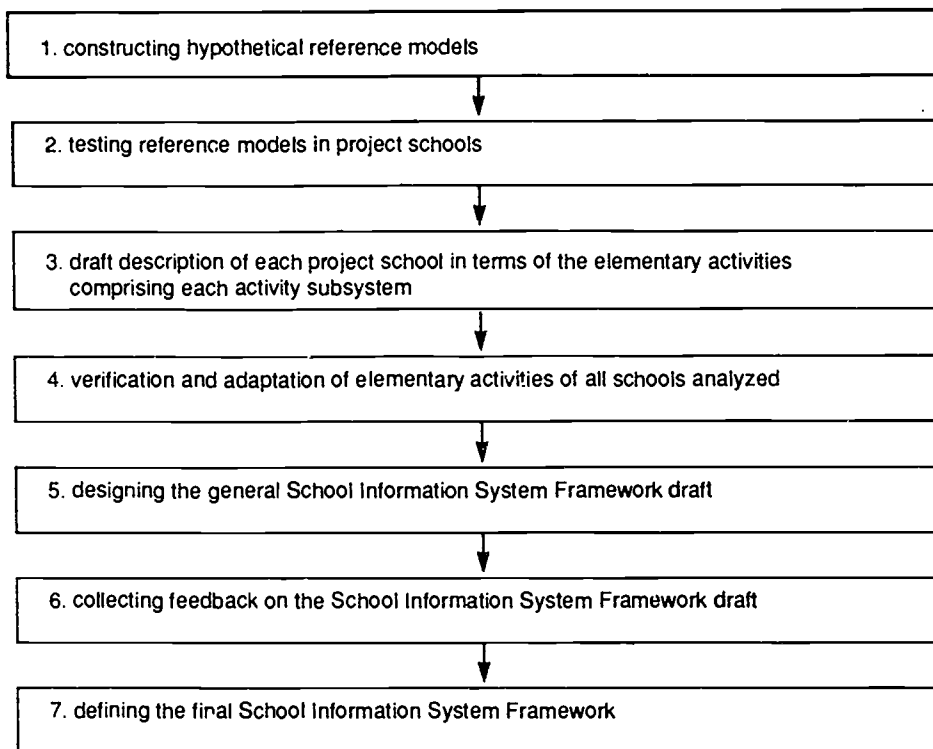 1. constructing hypothetical reference models
2. testing reference models in project schools
3. draft description of each project school in terms of the elementary activities
comprising each activity subsystem
4. verification and adaptation of elementary activities of all schools analyzed
5. designing the general School Information System Framework draft
6. collecting feedback on the School Information System Framework draft
7. defining the final School Information System Framework